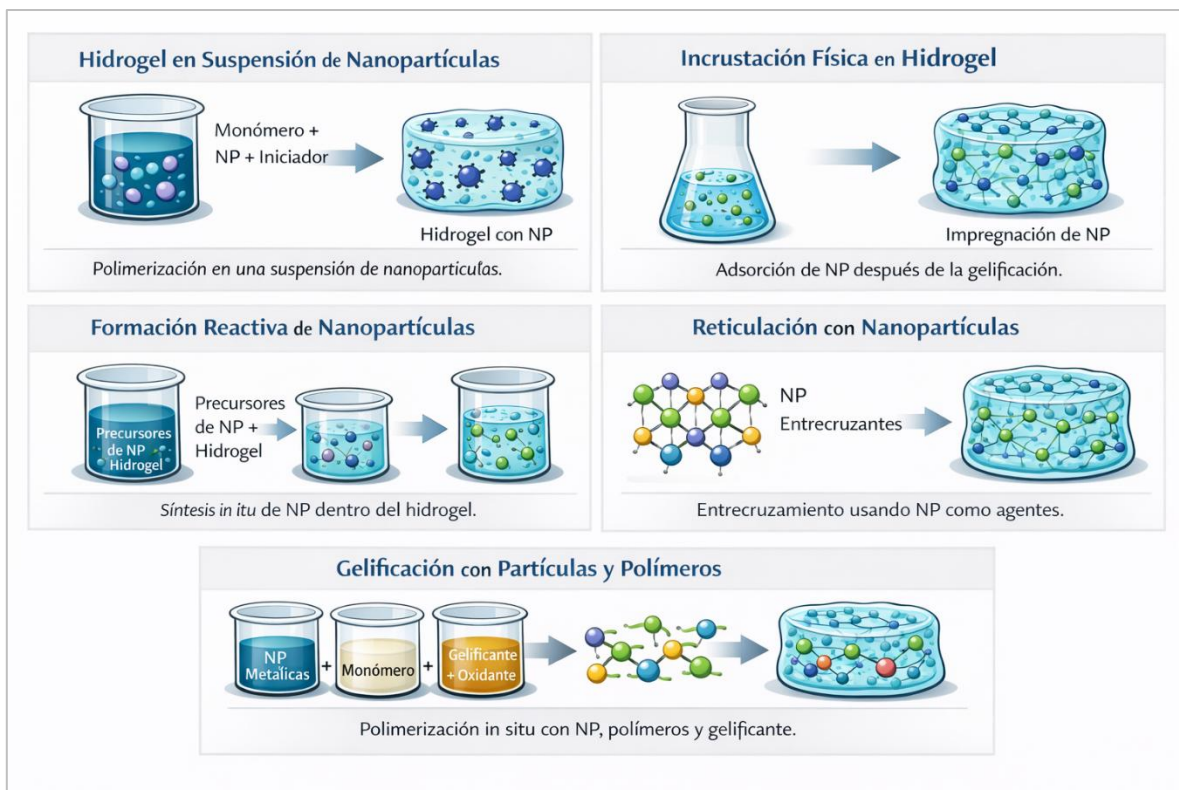 Hidrogel en Suspensión de Nanopartículas
Monómero +
NP + Iniciador
Hidrogel con NP
Polimerización en una suspensión de nanoparticulas.
Incrustación Física en Hidrogel
Impregnación de NP
Adsorción de NP después de la gelificación.
Formación Reactiva de Nanopartículas
Precursores
de NP
Hidrogel
Precursores
de NP +
Hidrogel
Síntesis in itu de NP dentro del hidrogel.
Reticulación con Nanopartículas
NP
Entrecruzantes
Entrecruzamiento usando NP como agentes.
Gelificación con Partículas y Polímeros
NP
Metalicas
+
Monómero
+
Gelificante
+ Oxidante
Polimerización in situ con NP, polímeros y gelificante.